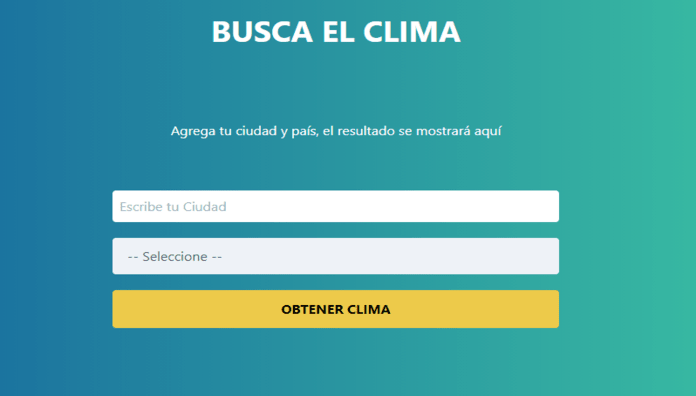 BUSCA EL CLIMA
Agrega tu ciudad y país, el resultado se mostrará aquí
Escribe tu Ciudad
-- Seleccione --
OBTENER CLIMA